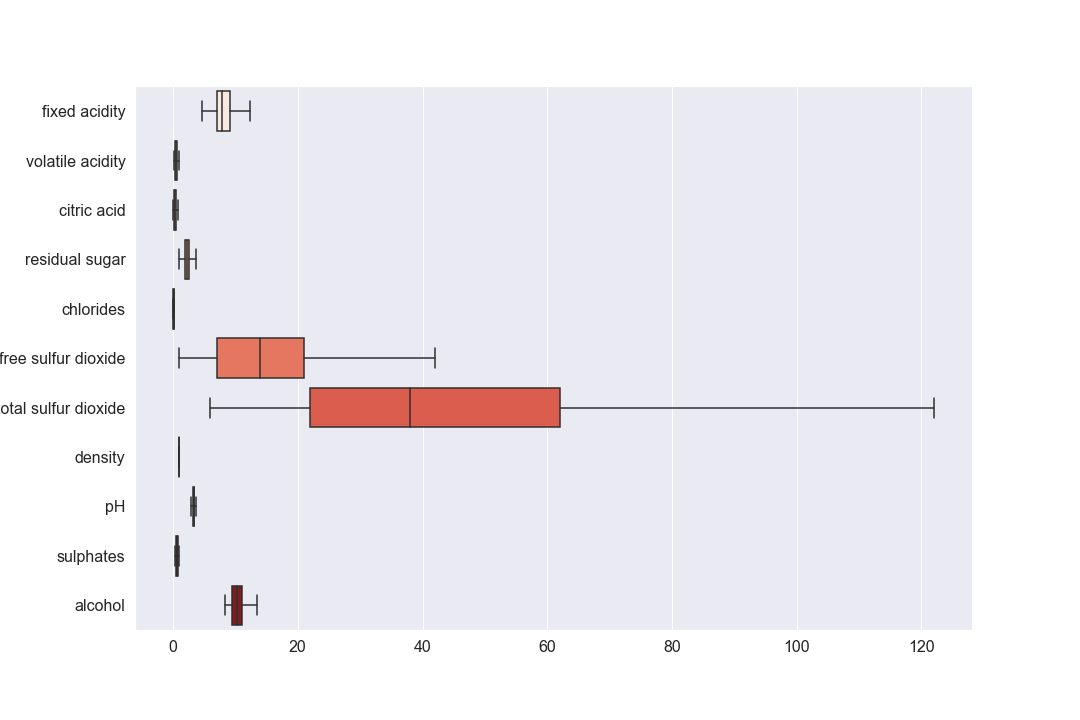 fixed acidity
volatile acidity
citric acid
residual sugar
chlorides
free sulfur dioxide
otal sulfur dioxide
density
pH
sulphates
alcohol
0 20 40 60 80 100 120